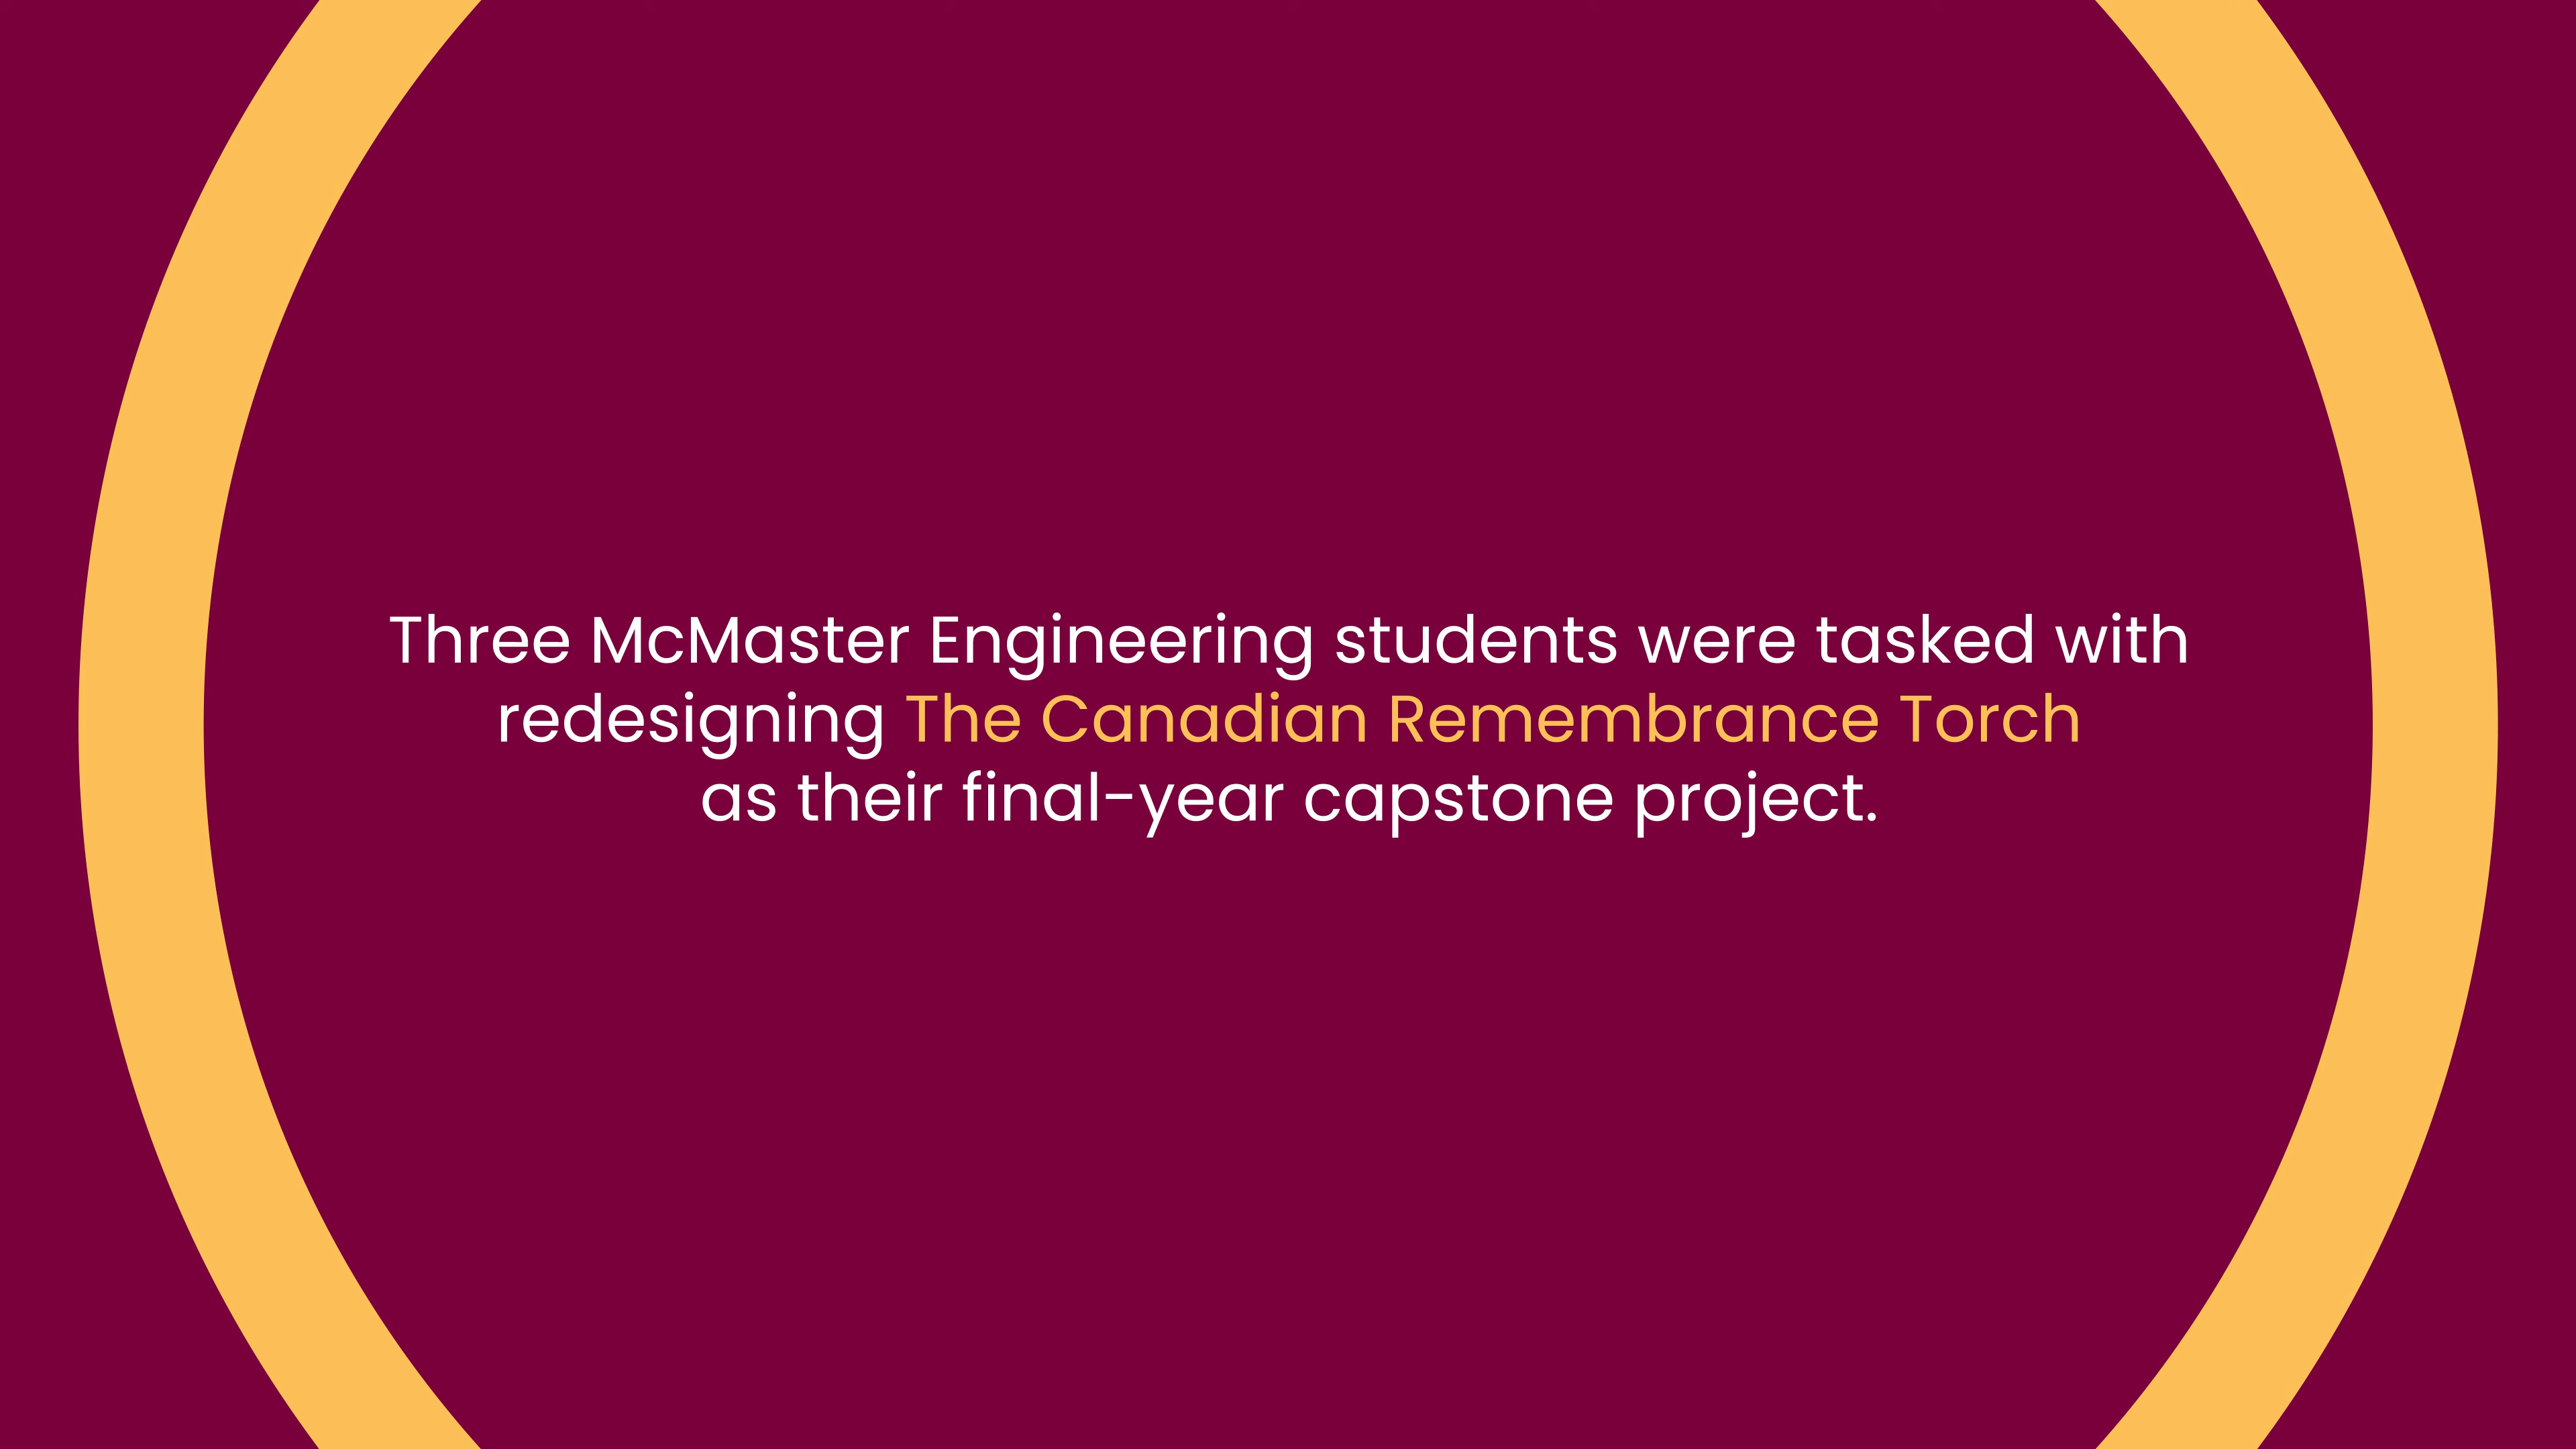 Three McMaster Engineering students were tasked with
redesigning The Canadian Remembrance Torch
as their final-year capstone project.